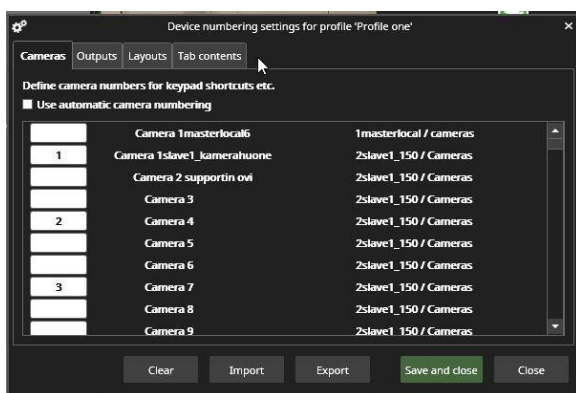 Device numbering settings for profile 'Profile one'
Cameras Outputs Layouts Tab contents
Define camera numbers for keypad shortcuts etc.
Use automatic camera numbering
Camera 1masterlocal6 1masterlocal / cameras
1 Camera 1slave1_kamerahuone 2slave1_150 / Cameras
Camera 2 supportin ovi 2slave1_150 / Cameras
Camera 3 2slave1_150 / Cameras
2 Camera 4 2slave1_150 / Cameras
Camera 5 2slave1_150 / Cameras
Camera 6 2slave1_150 / Cameras
3 Camera 7 2slave1_150 / Cameras
Camera 8 2slave1_150 / Cameras
Camera 9 2slave1_150 / Cameras
Clear Import Export Save and close Close